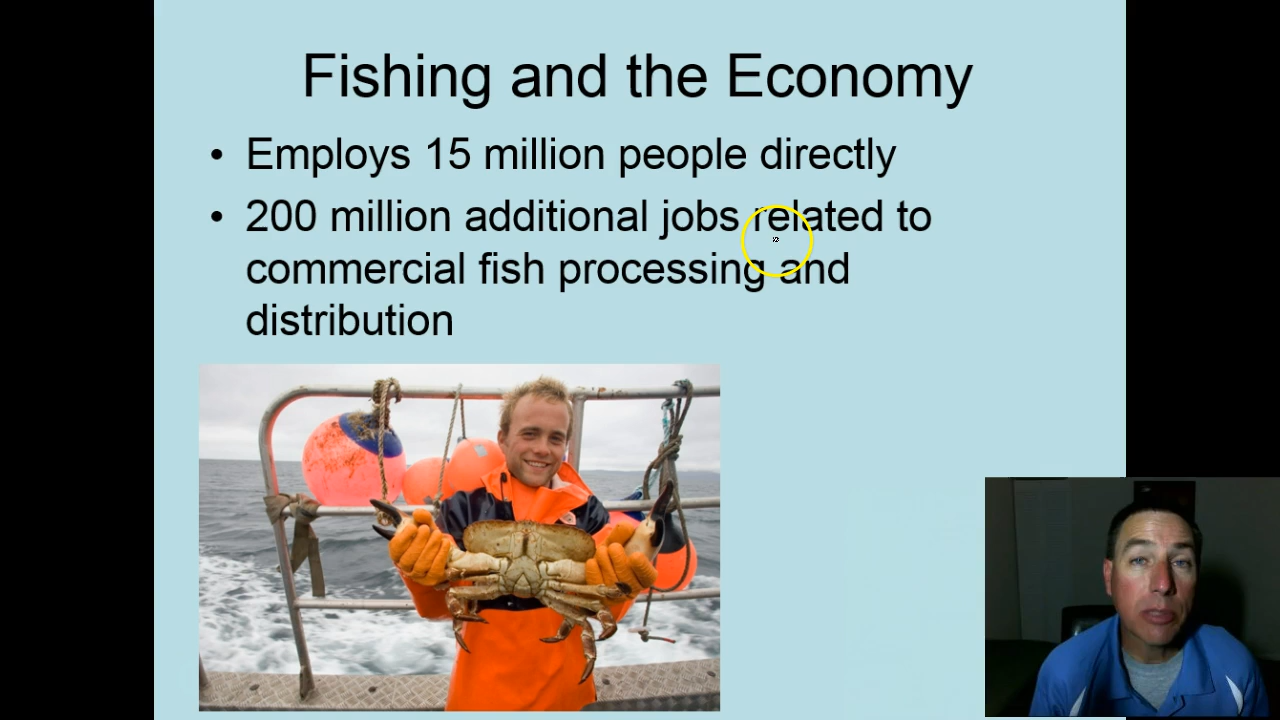 Fishing and the Economy
• Employs 15 million people directly
• 200 million additional jobs related to
commercial fish processing and
distribution